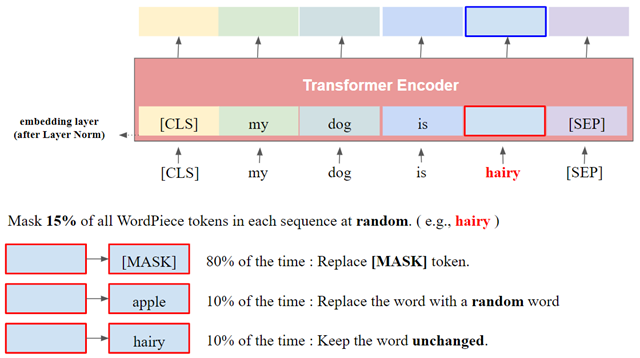 Transformer Encoder
embedding layer
(after Layer Norm)
[CLS] my dog is [SEP]
[CLS] my dog is hairy [SEP]
Mask 15% of all WordPiece tokens in each sequence at random. ( e.g., hairy )
[MASK] 80% of the time : Replace [MASK] token.
apple 10% of the time : Replace the word with a random word
hairy 10% of the time : Keep the word unchanged.